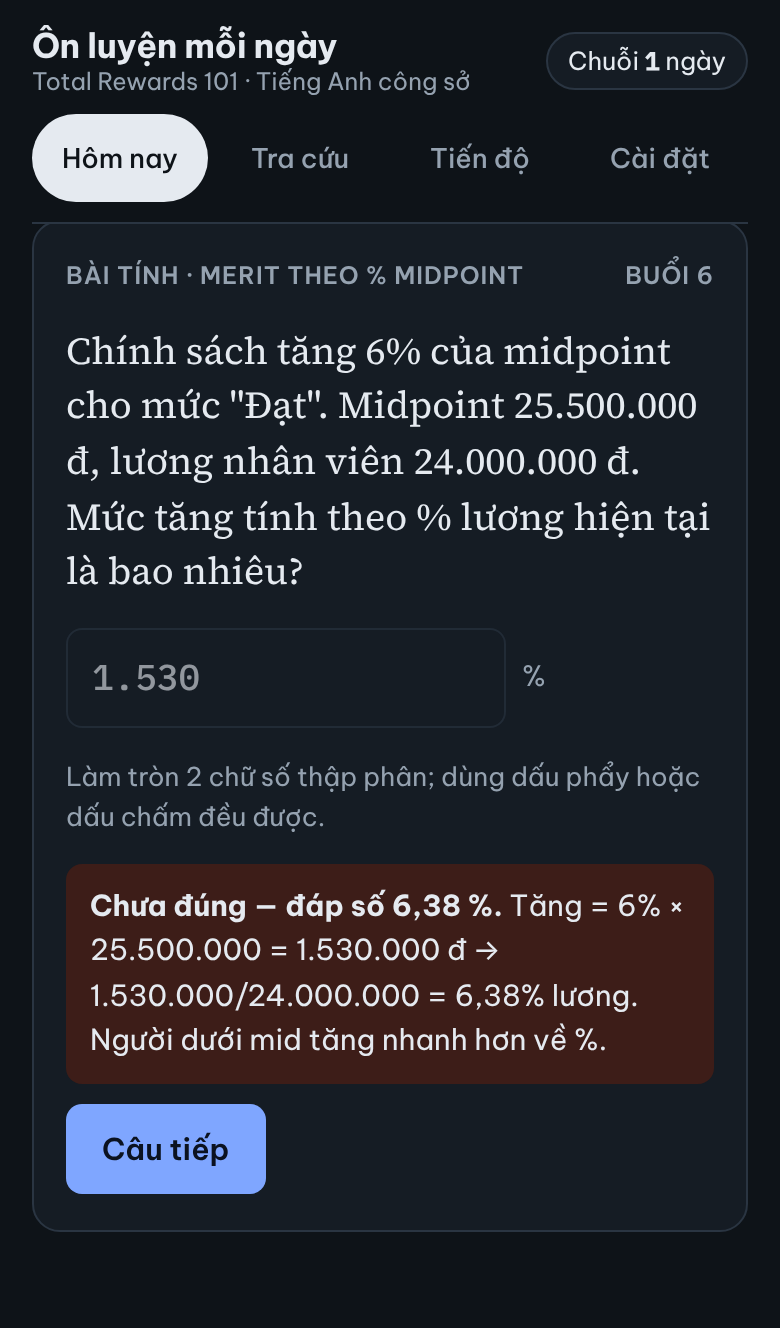 Ôn luyện mỗi ngày
Total Rewards 101 · Tiếng Anh công sở
Chuỗi 1 ngày
Hôm nay
Tra cứu
Tiến độ
Cài đặt
BÀI TÍNH · MERIT THEO % MIDPOINT
BUỔI 6
Chính sách tăng 6% của midpoint
cho mức "Đạt". Midpoint 25.500.000
đ, lương nhân viên 24.000.000 đ.
Mức tăng tính theo % lương hiện tại
là bao nhiêu?
1.530
%
Làm tròn 2 chữ số thập phân; dùng dấu phẩy hoặc
dấu chấm đều được.
Chưa đúng — đáp số 6,38 %. Tăng = 6% ×
25.500.000 = 1.530.000 đ →
1.530.000/24.000.000 = 6,38% lương.
Người dưới mid tăng nhanh hơn về %.
Câu tiếp